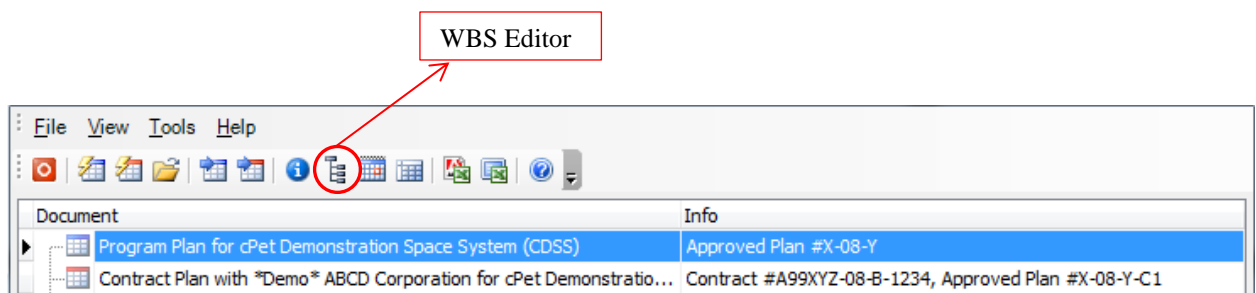 WBS Editor
File View Tools Help
Document Info
Program Plan for cPet Demonstration Space System (CDSS) Approved Plan #X-08-Y
Contract Plan with *Demo* ABCD Corporation for cPet Demonstratio... Contract #A99XYZ-08-B-1234, Approved Plan #X-08-Y-C1